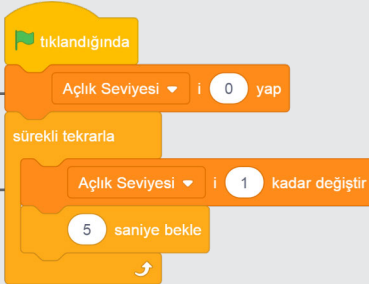 tıklandığında
Açlık Seviyesi i 0 yap
sürekli tekrarla
Açlık Seviyesi i 1 kadar değiştir
5 saniye bekle